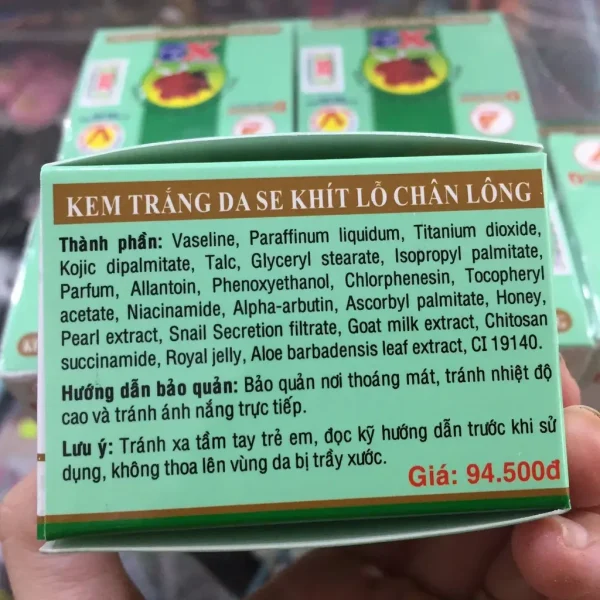 KEM TRẮNG DA SE KHÍT LỖ CHÂN LÔNG
Thành phần: Vaseline, Paraffinum liquidum, Titanium dioxide,
Kojic dipalmitate, Talc, Glyceryl stearate, Isopropyl palmitate,
Parfum, Allantoin, Phenoxyethanol, Chlorphenesin, Tocopheryl
acetate, Niacinamide, Alpha-arbutin, Ascorbyl palmitate, Honey,
Pearl extract, Snail Secretion filtrate, Goat milk extract, Chitosan
succinamide, Royal jelly, Aloe barbadensis leaf extract, CI 19140.
Hướng dẫn bảo quản: Bảo quản nơi thoáng mát, tránh nhiệt độ
cao và tránh ánh nắng trực tiếp.
Lưu ý: Tránh xa tầm tay trẻ em, đọc kỹ hướng dẫn trước khi sử
dụng, không thoa lên vùng da bị trầy xước.
Giá: 94.500đ